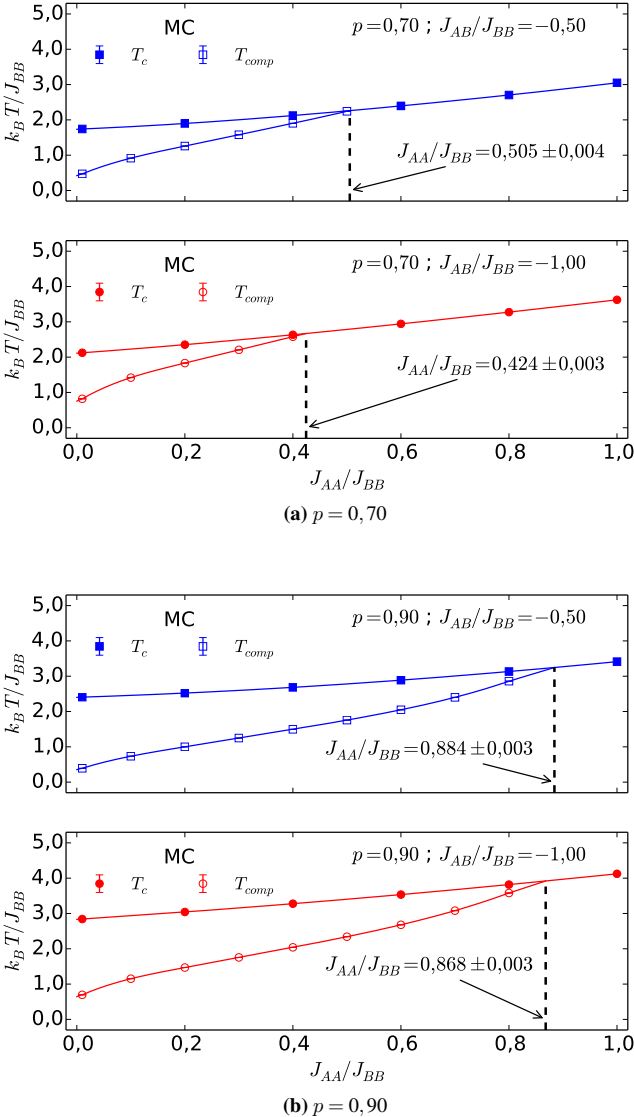 5,0
4,0
3,0
2,0
1,0
0,0
k_B T/J_BB
MC
T_c
T_comp
p=0,70 ; J_AB/J_BB=−0,50
J_AA/J_BB=0,505±0,004
5,0
4,0
3,0
2,0
1,0
0,0
k_B T/J_BB
MC
T_c
T_comp
p=0,70 ; J_AB/J_BB=−1,00
J_AA/J_BB=0,424±0,003
0,0 0,2 0,4 0,6 0,8 1,0
J_AA/J_BB
(a) p = 0,70
5,0
4,0
3,0
2,0
1,0
0,0
k_B T/J_BB
MC
T_c
T_comp
p=0,90 ; J_AB/J_BB=−0,50
J_AA/J_BB=0,884±0,003
5,0
4,0
3,0
2,0
1,0
0,0
k_B T/J_BB
MC
T_c
T_comp
p=0,90 ; J_AB/J_BB=−1,00
J_AA/J_BB=0,868±0,003
0,0 0,2 0,4 0,6 0,8 1,0
J_AA/J_BB
(b) p = 0,90